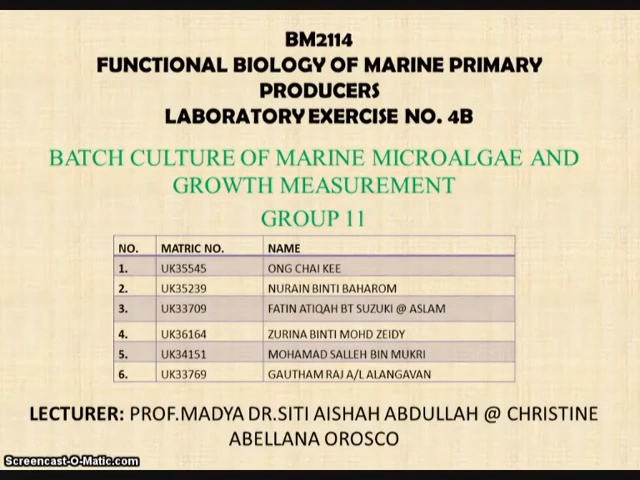 BM2114
FUNCTIONAL BIOLOGY OF MARINE PRIMARY
PRODUCERS
LABORATORY EXERCISE NO. 4B
BATCH CULTURE OF MARINE MICROALGAE AND
GROWTH MEASUREMENT
GROUP 11
NO. MATRIC NO. NAME
1. UK35545 ONG CHAI KEE
2. UK35239 NURAIN BINTI BAHAROM
3. UK33709 FATIN ATIQAH BT SUZUKI @ ASLAM
4. UK36164 ZURINA BINTI MOHD ZEIDY
5. UK34151 MOHAMAD SALLEH BIN MUKRI
6. UK33769 GAUTHAM RAJ A/L ALANGAVAN
LECTURER: PROF.MADYA DR.SITI AISHAH ABDULLAH @ CHRISTINE
ABELLANA OROSCO
Screencast-O-Matic.com